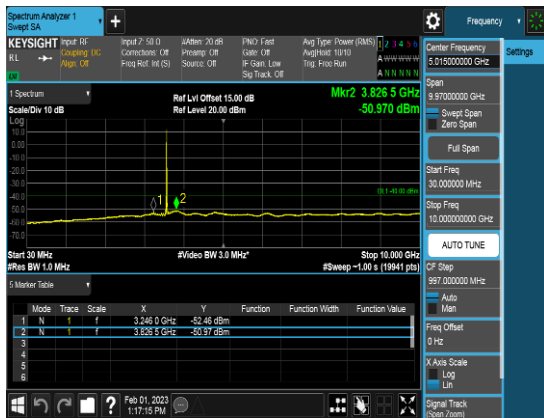 Spectrum Analyzer 1
Swept SA
Frequency
KEYSIGHT
Input: RF
Coupling: DC
Align: Off
Input Z: 50 Ω
Corrections: Off
Freq Ref: Int (S)
#Atten: 20 dB
Preamp: Off
Source: Off
PNO: Fast
Gate: Off
IF Gain: Low
Sig Track: Off
Avg Type: Power (RMS)
Avg|Hold: 10/10
Trig: Free Run
1 2 3 4 5 6
A W W W W W
A N N N N N
RL
1 Spectrum
Scale/Div 10 dB
Ref Lvl Offset 15.00 dB
Ref Level 20.00 dBm
Mkr2 3.826 5 GHz
-50.970 dBm
Log
10.0
0.00
-10.0
-20.0
-30.0
-40.0
-50.0
-60.0
-70.0
1
2
Start 30 MHz
#Res BW 1.0 MHz
#Video BW 3.0 MHz*
Stop 10.000 GHz
#Sweep ~1.00 s (19941 pts)
5 Marker Table
Mode Trace Scale X Y Function Function Width Function Value
1 N 1 f 3.246 0 GHz -52.46 dBm
2 N 1 f 3.826 5 GHz -50.97 dBm
3
4
5
6
Feb 01, 2023
1:17:15 PM
Center Frequency
5.015000000 GHz
Settings
Span
9.97000000 GHz
Swept Span
Zero Span
Full Span
Start Freq
30.000000 MHz
Stop Freq
10.000000000 GHz
AUTO TUNE
CF Step
997.000000 MHz
Auto
Man
Freq Offset
0 Hz
X Axis Scale
Log
Lin
Signal Track
(Span Zoom)